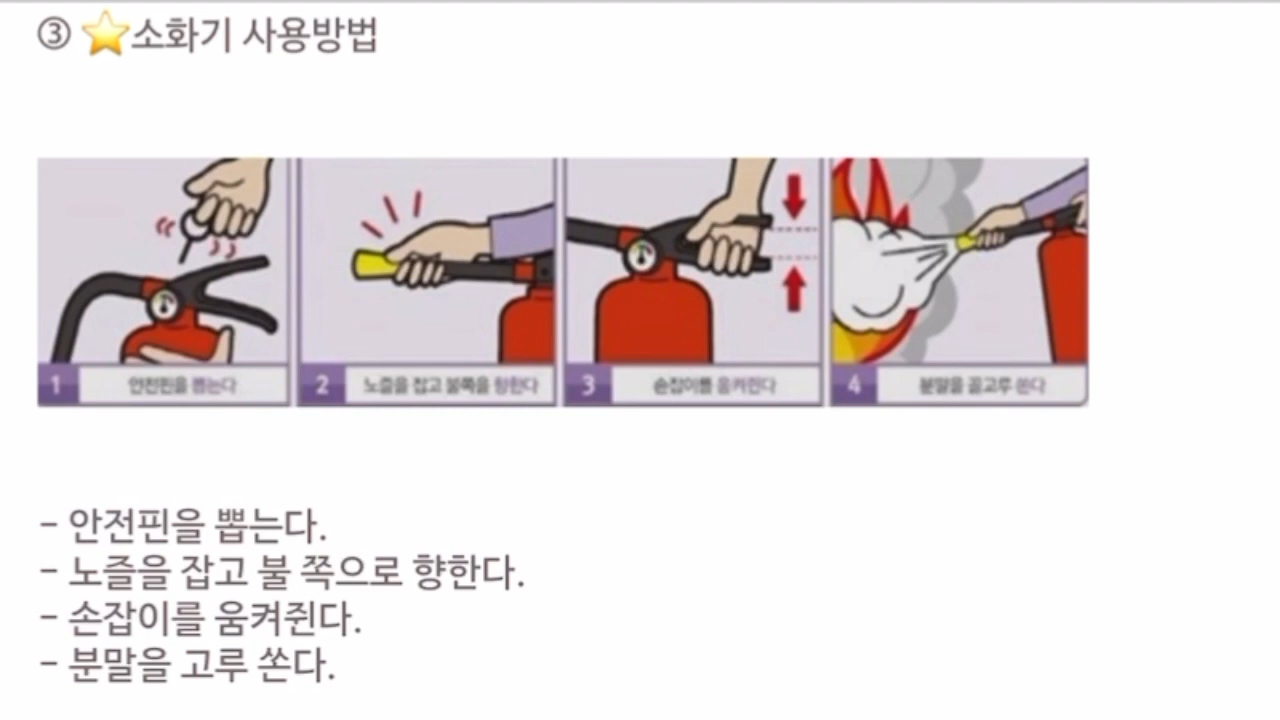 ③ ⭐소화기 사용방법
1 안전핀을 뽑는다
2 노즐을 잡고 불쪽을 향한다
3 손잡이를 움켜쥔다
4 분말을 골고루 쏜다
- 안전핀을 뽑는다.
- 노즐을 잡고 불 쪽으로 향한다.
- 손잡이를 움켜쥔다.
- 분말을 고루 쏜다.